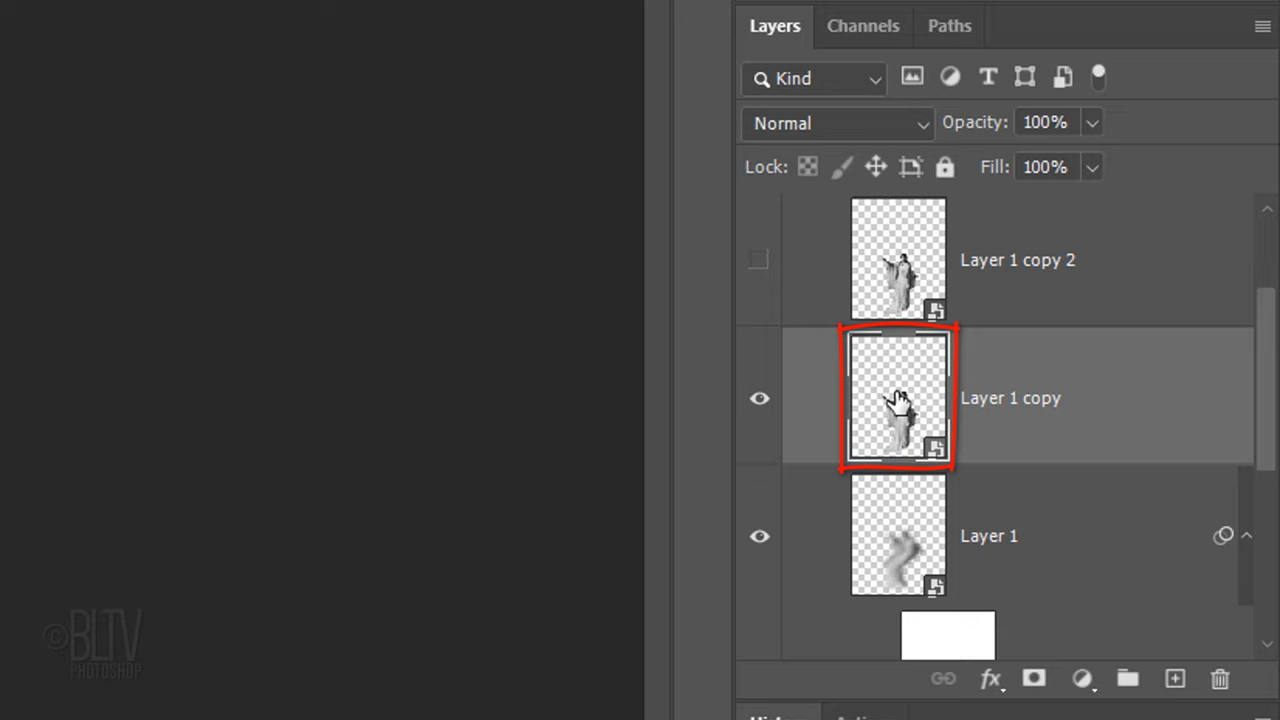 Layers Channels Paths
Kind
Normal Opacity: 100%
Lock: Fill: 100%
Layer 1 copy 2
Layer 1 copy
Layer 1
fx
©BLTV
PHOTOSHOP